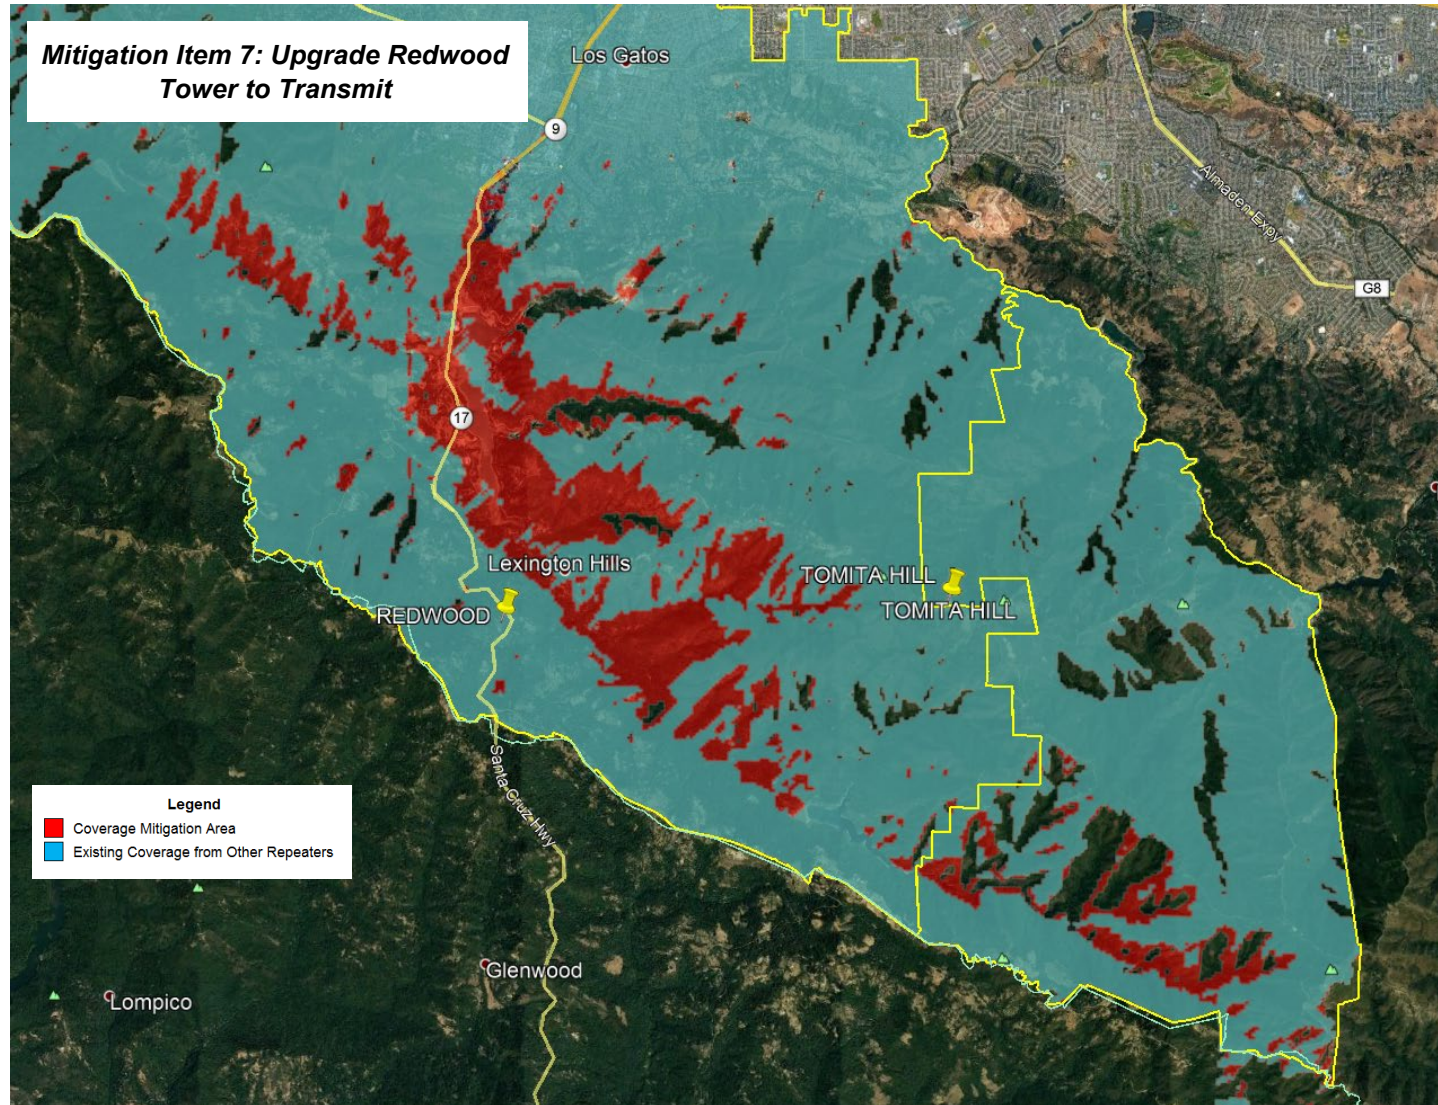 Mitigation Item 7: Upgrade Redwood
Tower to Transmit
Los Gatos
9
Almaden Expy
G8
17
Lexington Hills
TOMITA HILL
REDWOOD
TOMITA HILL
Santa Cruz Hwy
Legend
Coverage Mitigation Area
Existing Coverage from Other Repeaters
Glenwood
Lompico